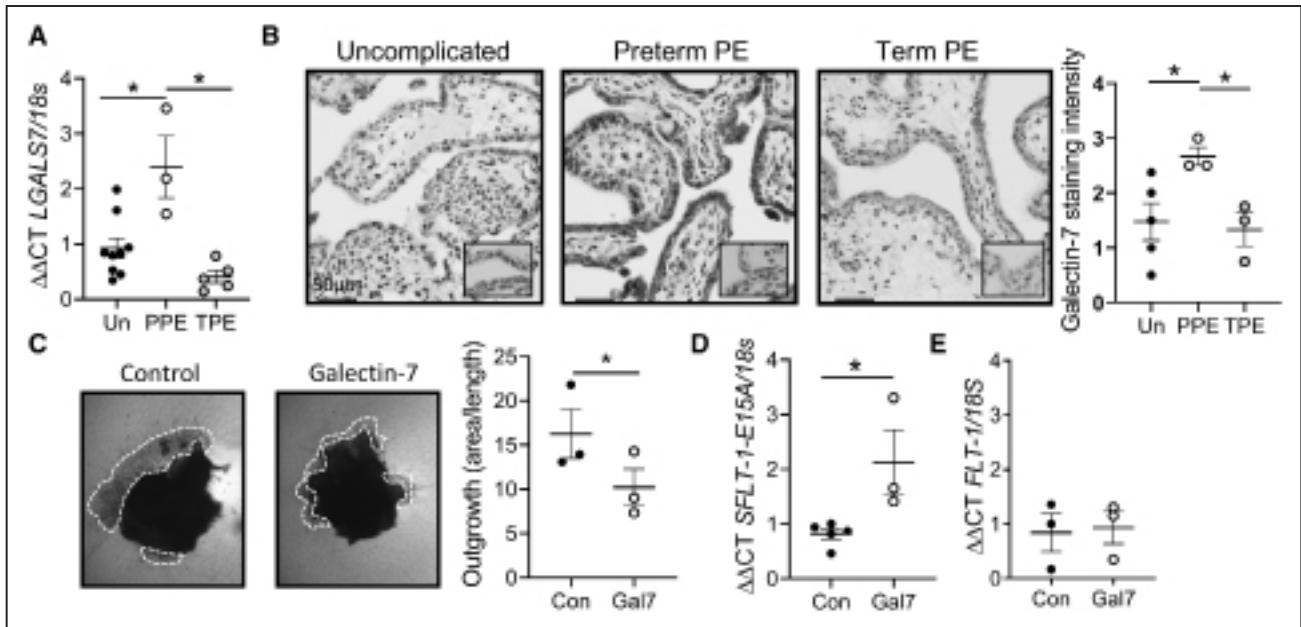 A
ΔΔCT LGALS7/18s
4
3
2
1
0
*
*
Un PPE TPE
B
Uncomplicated
Preterm PE
Term PE
50μm
Galectin-7 staining intensity
4
3
2
1
0
*
*
Un PPE TPE
C
Control
Galectin-7
Outgrowth (area/length)
25
20
15
10
5
0
*
Con Gal7
D
ΔΔCT SFLT-1-E15A/18s
4
3
2
1
0
*
Con Gal7
E
ΔΔCT FLT-1/18S
4
3
2
1
0
Con Gal7